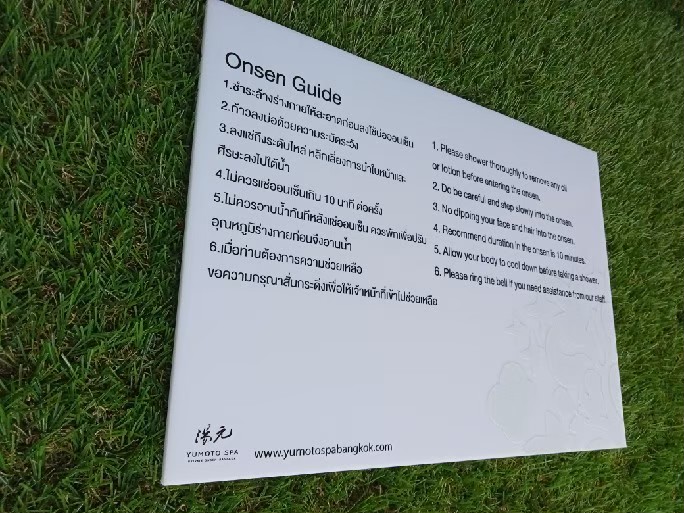 Onsen Guide
1.ชำระล้างร่างกายให้สะอาดก่อนลงใช้บ่อออนเซ็น
2.ก้าวลงบ่อด้วยความระมัดระวัง
3.ลงแช่ถึงระดับไหล่ หลีกเลี่ยงการนำใบหน้าและ
ศีรษะลงไปใต้น้ำ
4.ไม่ควรแช่ออนเซ็นเกิน 10 นาที ต่อครั้ง
5.ไม่ควรอาบน้ำทันทีหลังแช่ออนเซ็น ควรพักเพื่อปรับ
อุณหภูมิร่างกายก่อนจึงอาบน้ำ
6.เมื่อท่านต้องการความช่วยเหลือ
ขอความกรุณาสั่นกระดิ่งเพื่อให้เจ้าหน้าที่เข้าไปช่วยเหลือ
1. Please shower thoroughly to remove any oil
or lotion before entering the onsen.
2. Do be careful and step slowly into the onsen.
3. No dipping your face and hair into the onsen.
4. Recommend duration in the onsen is 10 minutes.
5. Allow your body to cool down before taking a shower.
6. Please ring the bell if you need assistance from our staff.
湯元
YUMOTO SPA
www.yumotospabangkok.com